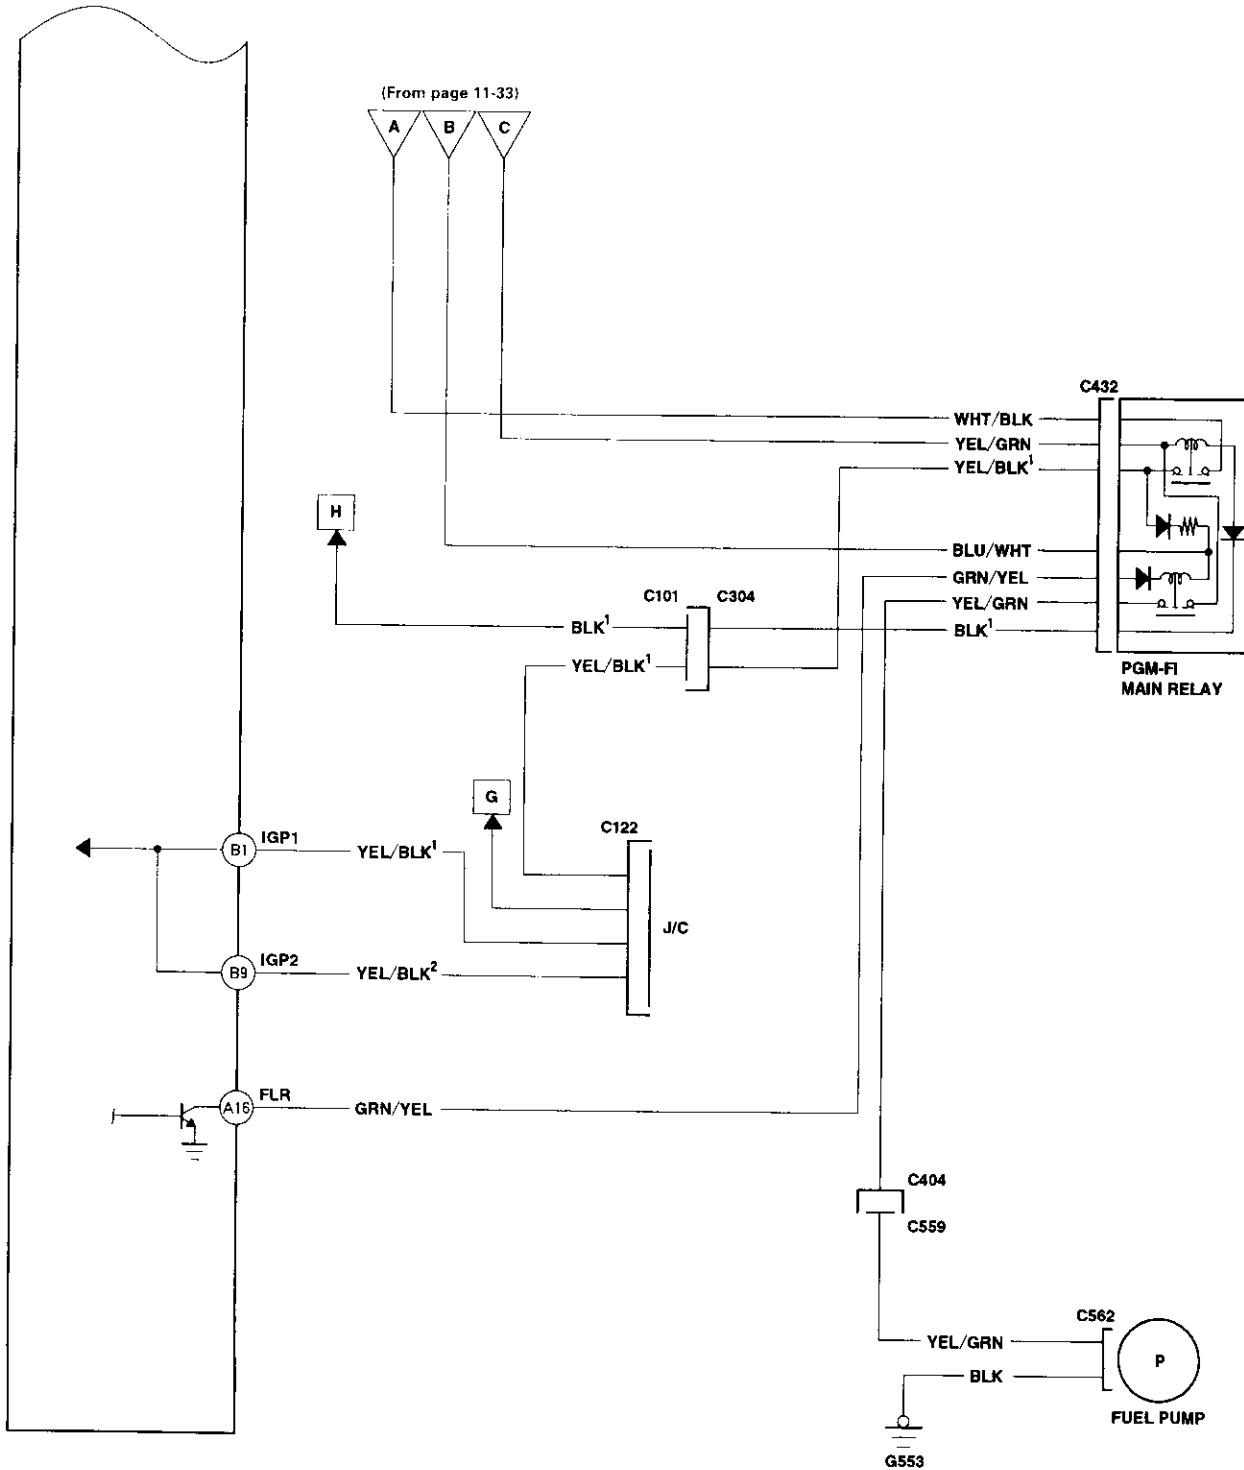 (From page 11-33)
A B C
C432
WHT/BLK
YEL/GRN
YEL/BLK¹
H
BLU/WHT
GRN/YEL
C101 C304
YEL/GRN
BLK¹ BLK¹
YEL/BLK¹
PGM-FI
MAIN RELAY
G
C122
B1 IGP1
YEL/BLK¹
J/C
B9 IGP2
YEL/BLK²
A16 FLR
GRN/YEL
C404
C559
C562
YEL/GRN
P
BLK
FUEL PUMP
G553